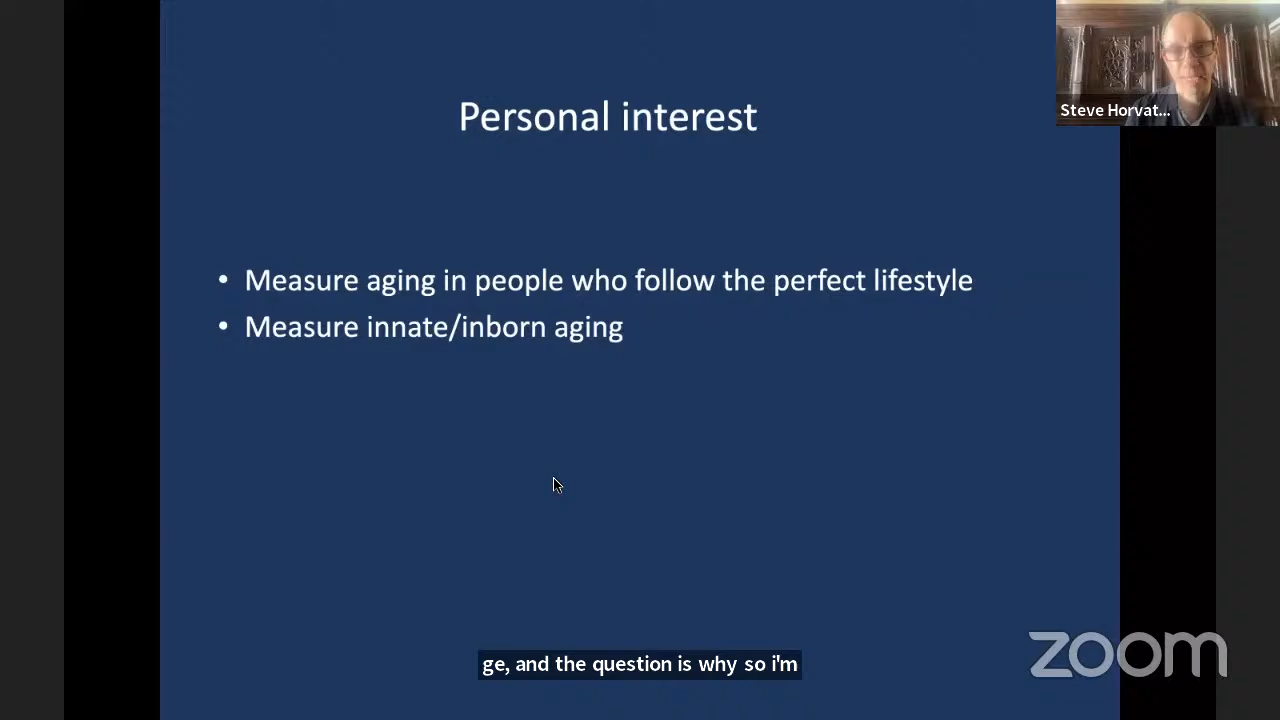 Personal interest
Steve Horvat...
• Measure aging in people who follow the perfect lifestyle
• Measure innate/inborn aging
ge, and the question is why so i'm
zoom